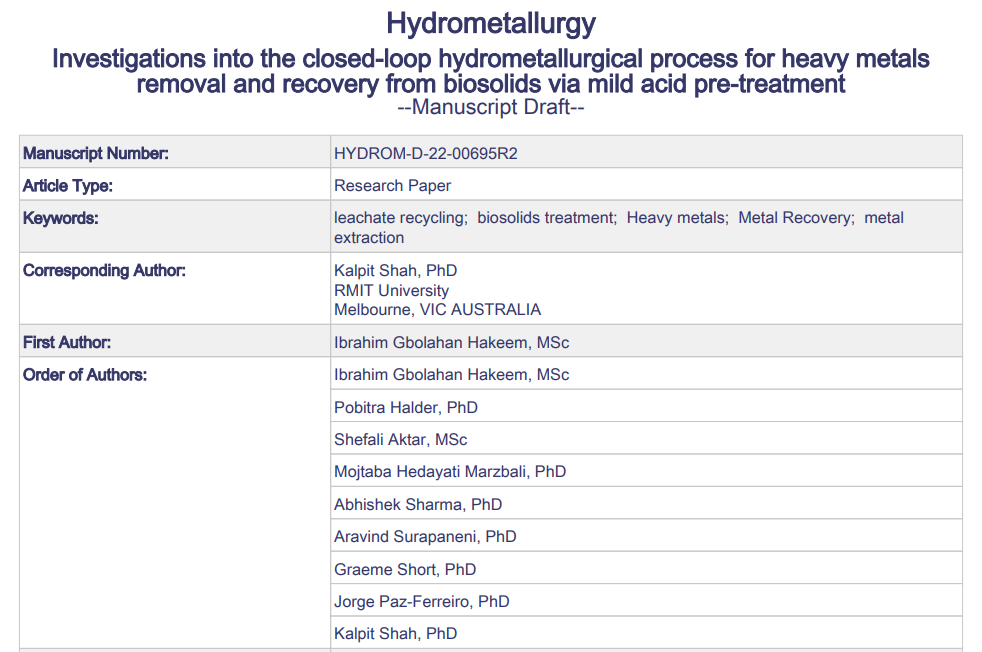 Hydrometallurgy
Investigations into the closed-loop hydrometallurgical process for heavy metals
removal and recovery from biosolids via mild acid pre-treatment
--Manuscript Draft--
Manuscript Number: HYDROM-D-22-00695R2
Article Type: Research Paper
Keywords: leachate recycling; biosolids treatment; Heavy metals; Metal Recovery; metal
extraction
Corresponding Author: Kalpit Shah, PhD
RMIT University
Melbourne, VIC AUSTRALIA
First Author: Ibrahim Gbolahan Hakeem, MSc
Order of Authors: Ibrahim Gbolahan Hakeem, MSc
Pobitra Halder, PhD
Shefali Aktar, MSc
Mojtaba Hedayati Marzbali, PhD
Abhishek Sharma, PhD
Aravind Surapaneni, PhD
Graeme Short, PhD
Jorge Paz-Ferreiro, PhD
Kalpit Shah, PhD